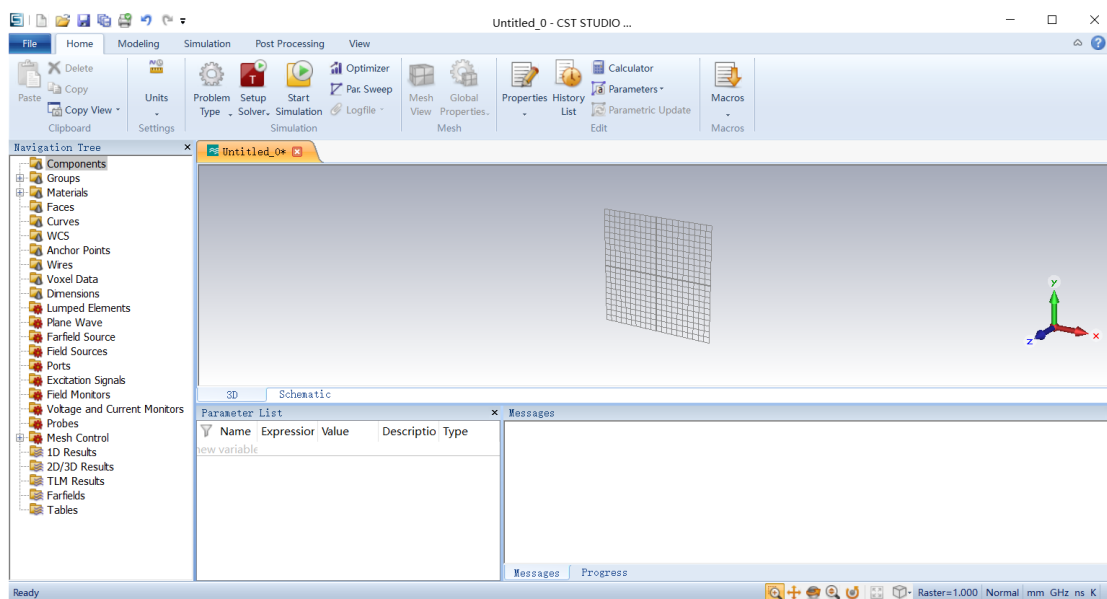 Untitled_0 - CST STUDIO ...
File Home Modeling Simulation Post Processing View
Paste
Delete
Copy
Copy View
Clipboard
Units
Settings
Problem Type
Setup Solver
Start Simulation
Optimizer
Par. Sweep
Logfile
Simulation
Mesh View
Global Properties
Mesh
Properties
History List
Calculator
Parameters
Parametric Update
Edit
Macros
Macros
Navigation Tree
Components
Groups
Materials
Faces
Curves
WCS
Anchor Points
Wires
Voxel Data
Dimensions
Lumped Elements
Plane Wave
Farfield Source
Field Sources
Ports
Excitation Signals
Field Monitors
Voltage and Current Monitors
Probes
Mesh Control
1D Results
2D/3D Results
TLM Results
Farfields
Tables
Untitled_0*
y
x
z
3D Schematic
Parameter List
Name Expression Value Descriptio Type
new variable
Messages
Messages Progress
Ready
Raster=1.000 Normal mm GHz ns K